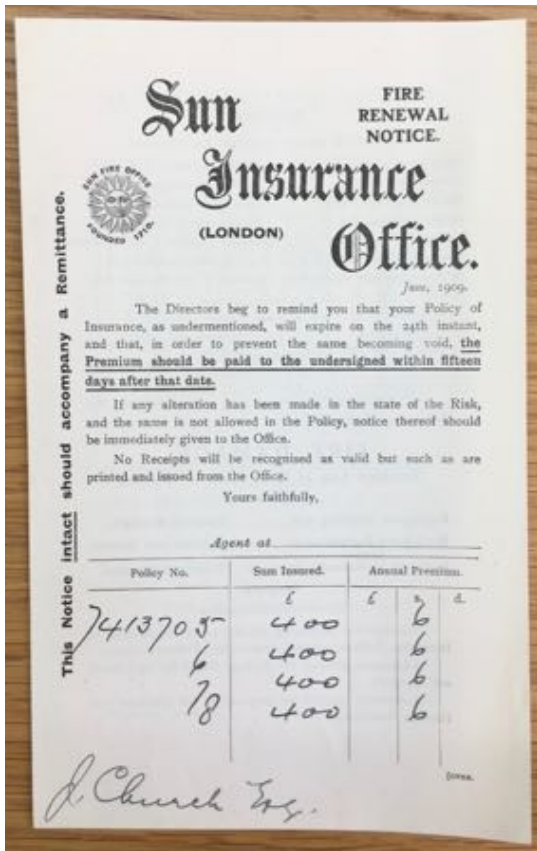 Sun
Insurance
Office.
FIRE
RENEWAL
NOTICE.
SUN FIRE OFFICE
FOUNDED 1710.
(LONDON)
June, 1909.
The Directors beg to remind you that your Policy of
Insurance, as undermentioned, will expire on the 24th instant,
and that, in order to prevent the same becoming void, the
Premium should be paid to the undersigned within fifteen
days after that date.
If any alteration has been made in the state of the Risk,
and the same is not allowed in the Policy, notice thereof should
be immediately given to the Office.
No Receipts will be recognised as valid but such as are
printed and issued from the Office.
Yours faithfully,
Agent at
Policy No. Sum Insured. Annual Premium.
£ £ s. d.
7413705 400 6
6 400 6
7 400 6
8 400 6
J. Church Esq.
This Notice intact should accompany a Remittance.